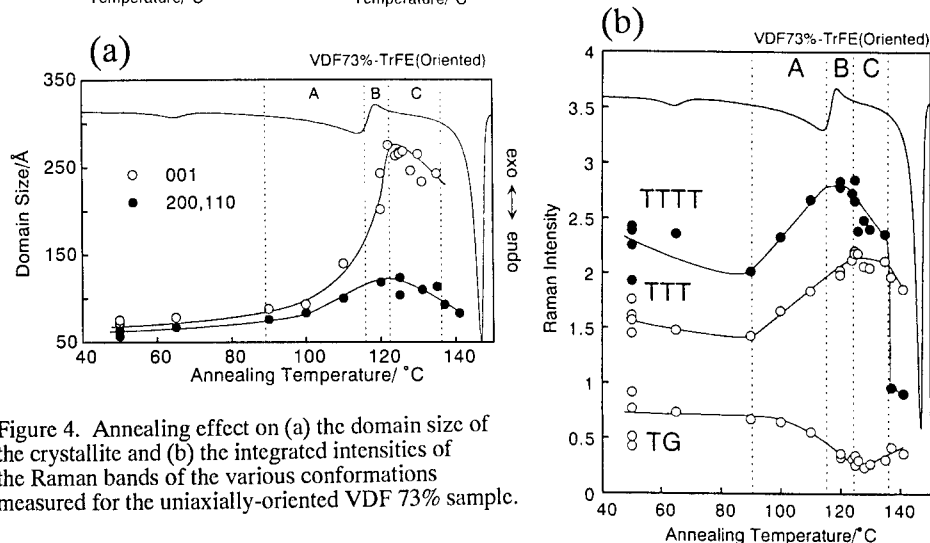 (a)
VDF73%-TrFE(Oriented)
350
250
150
50
Domain Size/Å
A
B
C
001
200,110
exo
endo
40
60
80
100
120
140
Annealing Temperature/ °C
Figure 4. Annealing effect on (a) the domain size of
the crystallite and (b) the integrated intensities of
the Raman bands of the various conformations
measured for the uniaxially-oriented VDF 73% sample.
(b)
VDF73%-TrFE(Oriented)
4
3.5
3
2.5
2
1.5
1
0.5
0
Raman Intensity
A
B
C
TTTT
TTT
TG
40
60
80
100
120
140
Annealing Temperature/°C